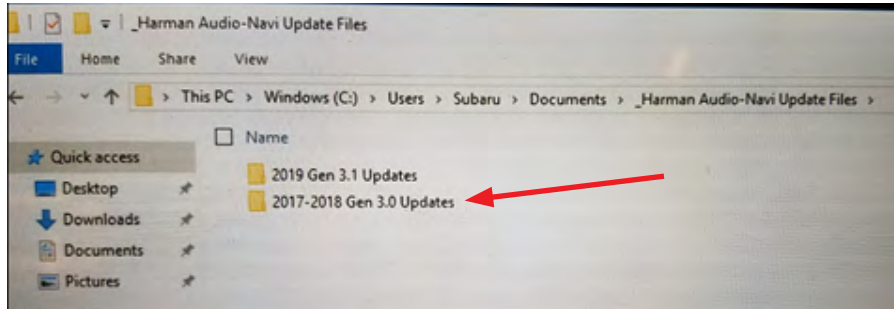 _Harman Audio-Navi Update Files
File Home Share View
This PC > Windows (C:) > Users > Subaru > Documents > _Harman Audio-Navi Update Files >
Name
Quick access
2019 Gen 3.1 Updates
Desktop
2017-2018 Gen 3.0 Updates
Downloads
Documents
Pictures